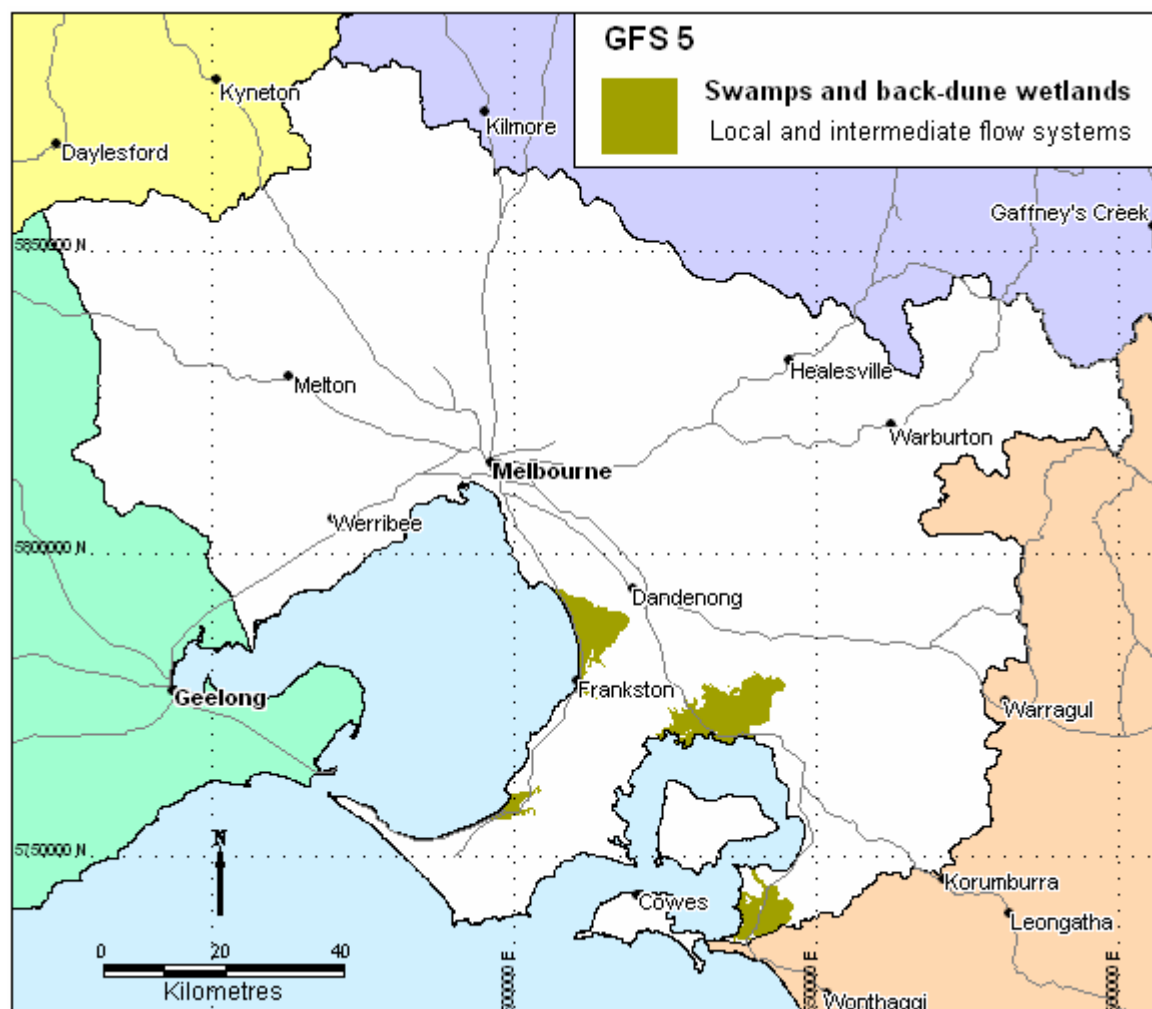 GFS 5
Swamps and back-dune wetlands
Local and intermediate flow systems
Kyneton
Kilmore
Daylesford
Gaffney's Creek
5850000 N
Healesville
Melton
Warburton
Melbourne
Werribee
5800000 N
Dandenong
Frankston
Geelong
Warragul
5750000 N
N
Korumburra
Cowes
Leongatha
0 20 40
Kilometres
Wonthaggi